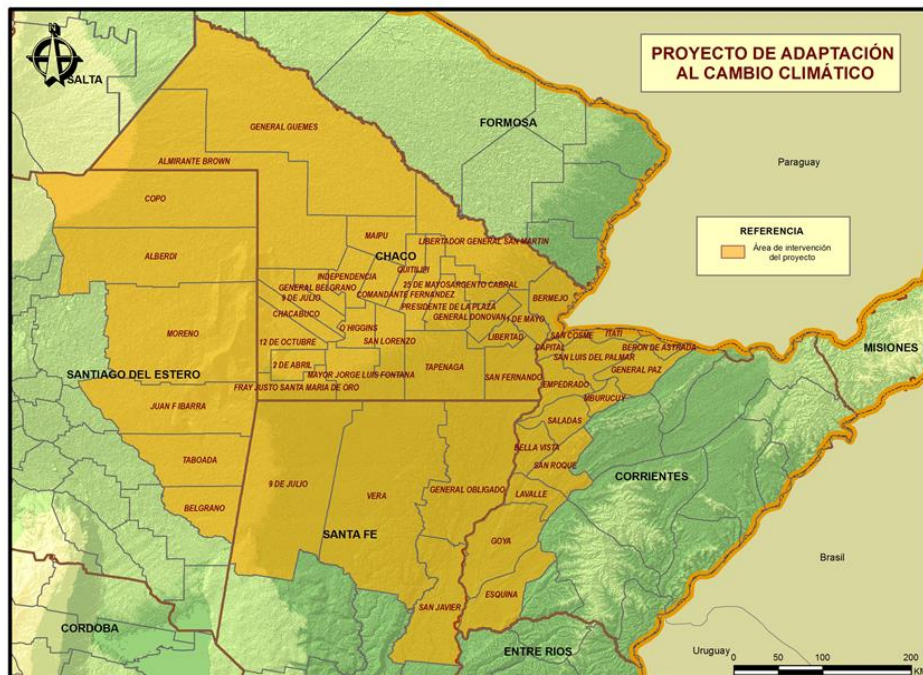 PROYECTO DE ADAPTACIÓN
AL CAMBIO CLIMÁTICO
N
SALTA
FORMOSA
Paraguay
REFERENCIA
Área de intervención
del proyecto
GENERAL GUEMES
ALMIRANTE BROWN
COPO
MAIPU
LIBERTADOR GENERAL SAN MARTIN
CHACO
ALBERDI
QUITILIPI
INDEPENDENCIA
25 DE MAYO
SARGENTO CABRAL
GENERAL BELGRANO
COMANDANTE FERNANDEZ
BERMEJO
9 DE JULIO
PRESIDENTE DE LA PLAZA
CHACABUCO
GENERAL DONOVAN
1 DE MAYO
MORENO
O'HIGGINS
SAN LORENZO
LIBERTAD
SAN COSME
ITATI
12 DE OCTUBRE
CAPITAL
BERON DE ASTRADA
MISIONES
SAN LUIS DEL PALMAR
2 DE ABRIL
TAPENAGA
GENERAL PAZ
SANTIAGO DEL ESTERO
MAYOR JORGE LUIS FONTANA
SAN FERNANDO
EMPEDRADO
FRAY JUSTO SANTA MARIA DE ORO
MBURUCUY
JUAN F IBARRA
SALADAS
BELLA VISTA
TABOADA
SAN ROQUE
CORRIENTES
9 DE JULIO
VERA
GENERAL OBLIGADO
LAVALLE
BELGRANO
SANTA FE
GOYA
Brasil
ESQUINA
SAN JAVIER
CORDOBA
ENTRE RIOS
Uruguay
0 50 100 200